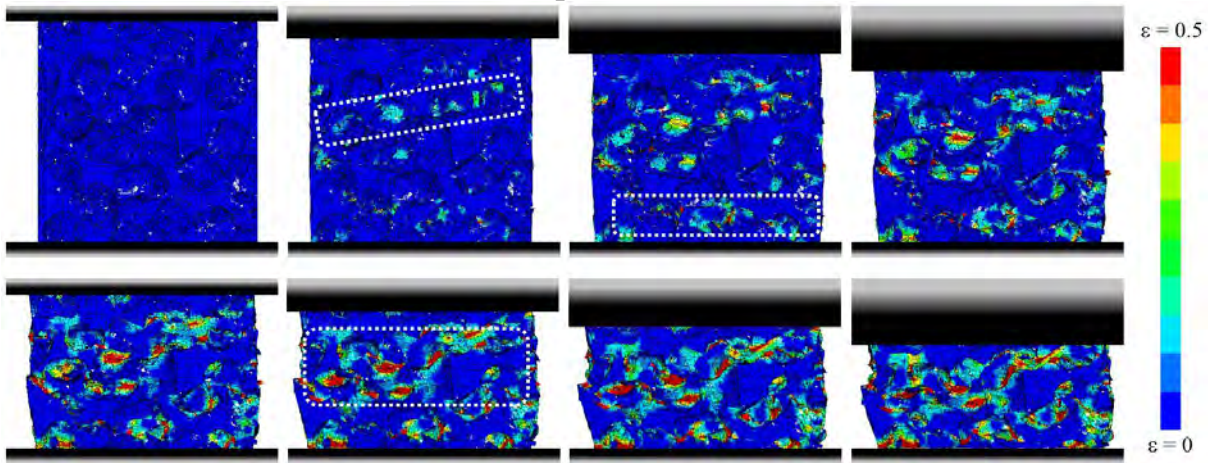 ε = 0.5
ε = 0